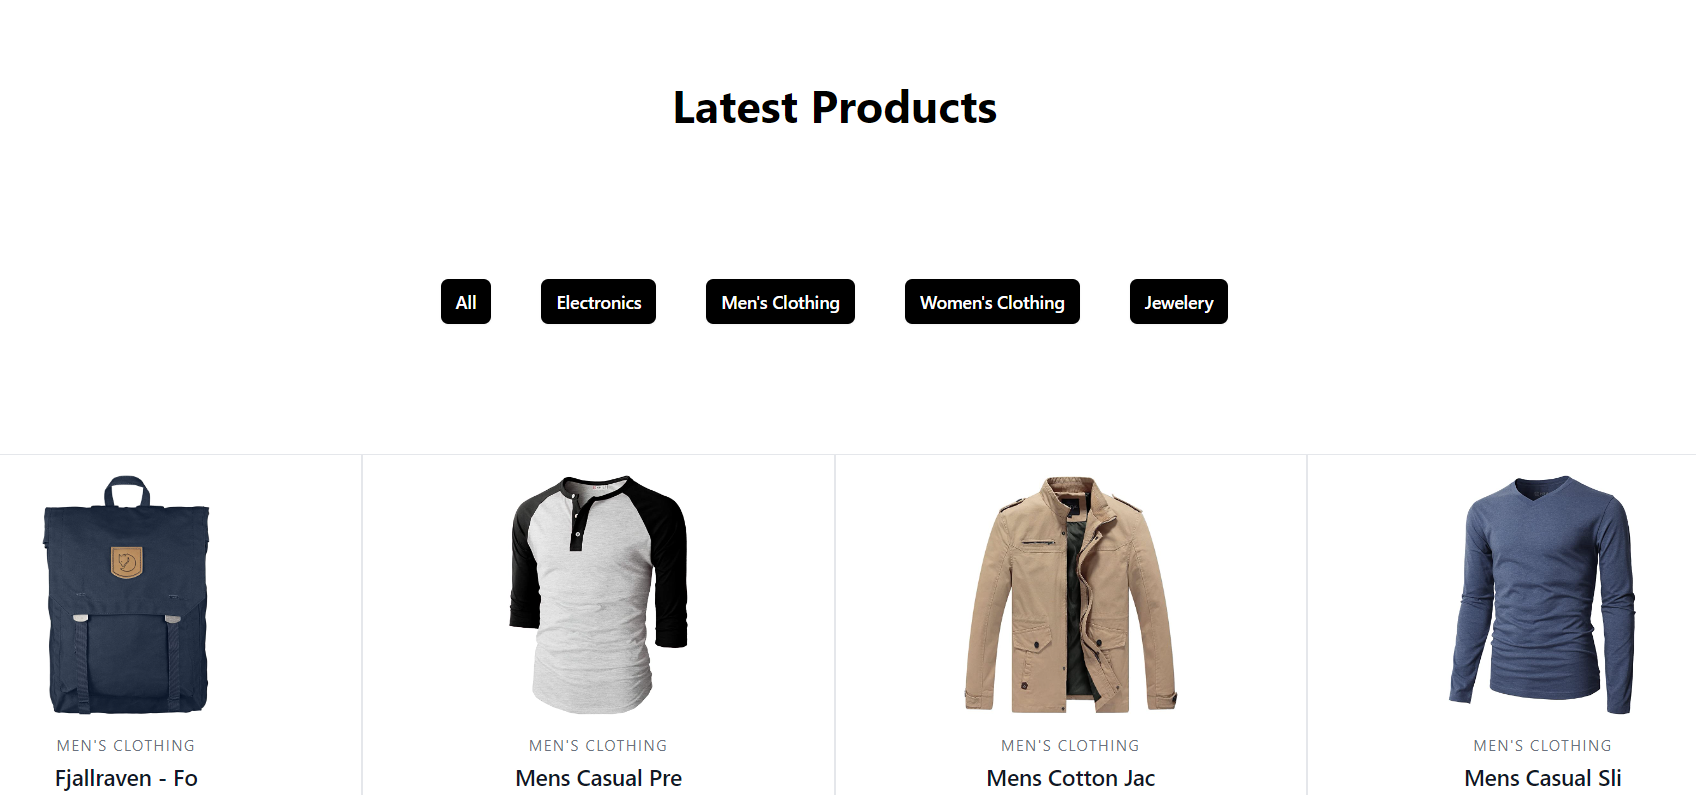 Latest Products
All Electronics Men's Clothing Women's Clothing Jewelery
MEN'S CLOTHING MEN'S CLOTHING MEN'S CLOTHING MEN'S CLOTHING
Fjallraven - Fo Mens Casual Pre Mens Cotton Jac Mens Casual Sli